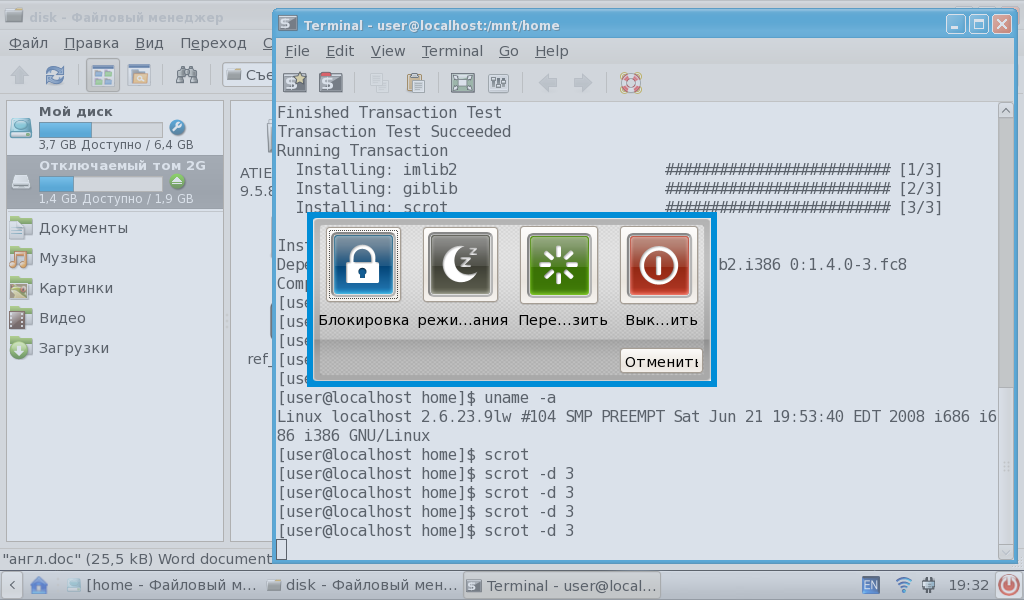 disk - Файловый менеджер
Файл Правка Вид Переход
Мой диск
3,7 GB Доступно / 6,4 GB
Отключаемый том 2G
1,4 GB Доступно / 1,9 GB
Документы
Музыка
Картинки
Видео
Загрузки
ATIE
9.5.8
ref_
"англ.doc" (25,5 kB) Word document
Terminal - user@localhost:/mnt/home
File Edit View Terminal Go Help
Finished Transaction Test
Transaction Test Succeeded
Running Transaction
Installing: imlib2 ######################### [1/3]
Installing: giblib ######################### [2/3]
Installing: scrot ######################### [3/3]
Inst
Depe b2.i386 0:1.4.0-3.fc8
Comp
[use
[use
[use
[use
[use
[user@localhost home]$ uname -a
Linux localhost 2.6.23.9lw #104 SMP PREEMPT Sat Jun 21 19:53:40 EDT 2008 i686 i6
86 i386 GNU/Linux
[user@localhost home]$ scrot
[user@localhost home]$ scrot -d 3
[user@localhost home]$ scrot -d 3
[user@localhost home]$ scrot -d 3
[user@localhost home]$ scrot -d 3
Блокировка режи...ания Пере...зить Вык...ить
Отменить
[home - Файловый м... disk - Файловый мен... Terminal - user@local...
EN 19:32